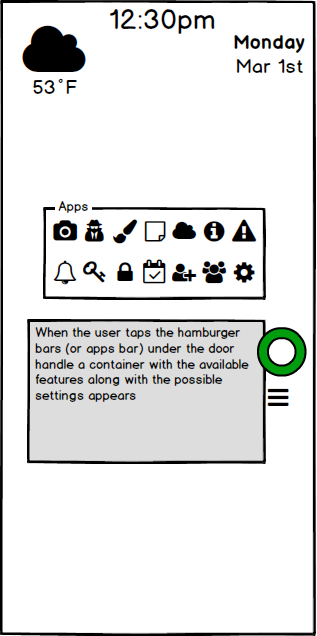 12:30pm
Monday
Mar 1st
53°F
Apps
When the user taps the hamburger
bars (or apps bar) under the door
handle a container with the available
features along with the possible
settings appears